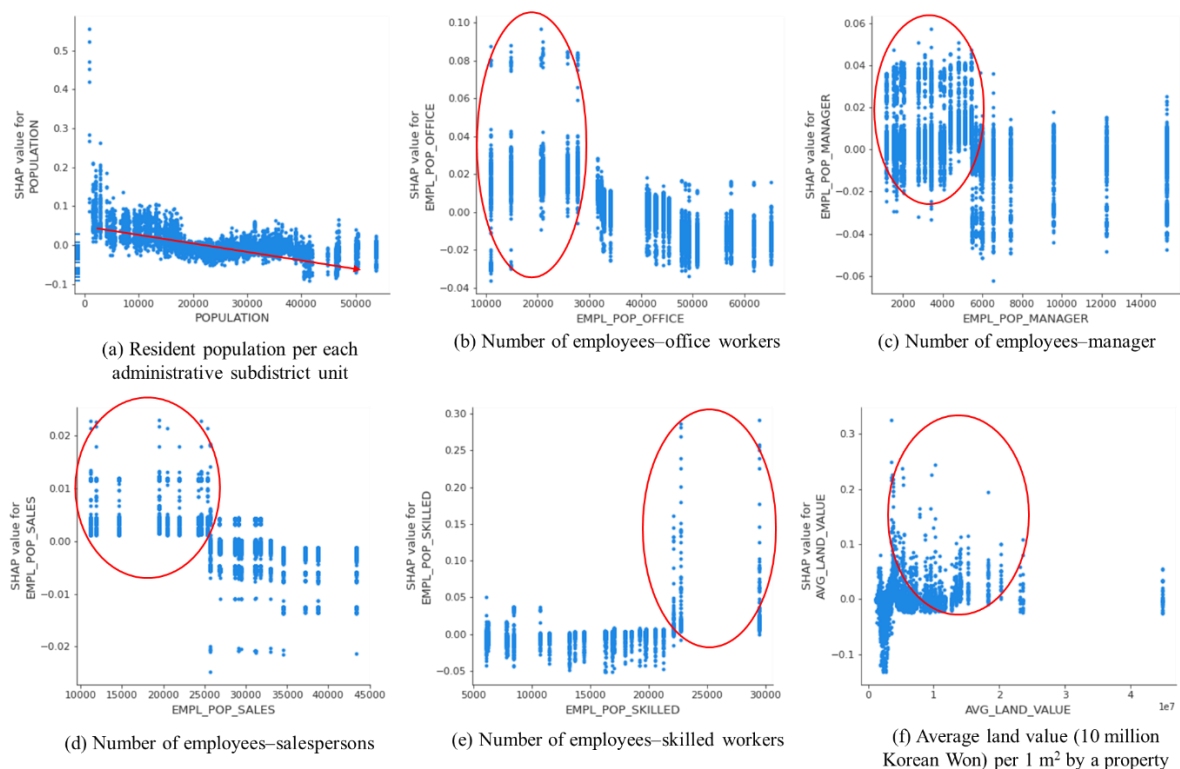 SHAP value for
POPULATION
0.5
0.4
0.3
0.2
0.1
0.0
−0.1
0
10000
20000
30000
40000
50000
POPULATION
(a) Resident population per each
administrative subdistrict unit
SHAP value for
EMPL_POP_OFFICE
0.10
0.08
0.06
0.04
0.02
0.00
−0.02
−0.04
10000
20000
30000
40000
50000
60000
EMPL_POP_OFFICE
(b) Number of employees–office workers
SHAP value for
EMPL_POP_MANAGER
0.06
0.04
0.02
0.00
−0.02
−0.04
−0.06
2000
4000
6000
8000
10000
12000
14000
EMPL_POP_MANAGER
(c) Number of employees–manager
SHAP value for
EMPL_POP_SALES
0.02
0.01
0.00
−0.01
−0.02
10000
15000
20000
25000
30000
35000
40000
45000
EMPL_POP_SALES
(d) Number of employees–salespersons
SHAP value for
EMPL_POP_SKILLED
0.30
0.25
0.20
0.15
0.10
0.05
0.00
−0.05
5000
10000
15000
20000
25000
30000
EMPL_POP_SKILLED
(e) Number of employees–skilled workers
SHAP value for
AVG_LAND_VALUE
0.3
0.2
0.1
0.0
−0.1
0
1
2
3
4
1e7
AVG_LAND_VALUE
(f) Average land value (10 million
Korean Won) per 1 m² by a property